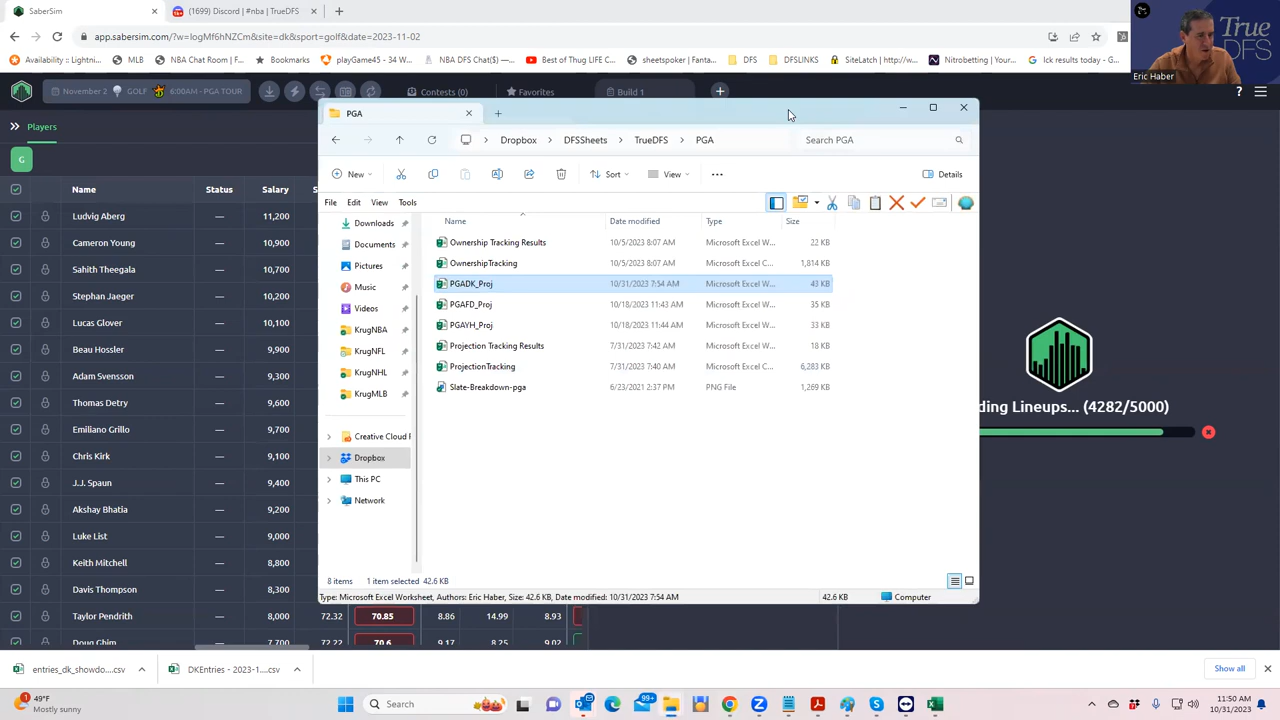 SaberSim
(1699) Discord | #nba | TrueDFS
app.sabersim.com/?w=logMf6hNZCm&site=dk&sport=golf&date=2023-11-02
Availability :: Lightni...
MLB
NBA Chat Room | F...
Bookmarks
playGame45 - 34 W...
NBA DFS Chat($) —...
Best of Thug LIFE C...
sheetspoker | Fanta...
DFS
DFSLINKS
SiteLatch | http://w...
Nitrobetting | You...
Ick results today - G...
True
DFS
Eric Haber
November 2
GOLF
6:00AM - PGA TOUR
Contests (0)
Favorites
Build 1
Players
G
Name Status Salary
Ludvig Aberg — 11,200
Cameron Young — 10,900
Sahith Theegala — 10,700
Stephan Jaeger — 10,200
Lucas Glover — 10,100
Beau Hossler — 9,900
Adam Svensson — 9,300
Thomas Detry — 9,600
Emiliano Grillo — 9,700
Chris Kirk — 9,100
J.J. Spaun — 9,400
Akshay Bhatia — 9,200
Luke List — 9,000
Keith Mitchell — 8,800
Davis Thompson — 8,300
Taylor Pendrith — 8,000 72.32 70.85 8.86 14.99 8.93
Doug Ghim — 7,700 72.22 70.6 9.17 8.25 9.02
PGA
Dropbox > DFSSheets > TrueDFS > PGA
Search PGA
New
Sort
View
Details
File Edit View Tools
Downloads
Documents
Pictures
Music
Videos
KrugNBA
KrugNFL
KrugNHL
KrugMLB
Creative Cloud F
Dropbox
This PC
Network
Name Date modified Type Size
Ownership Tracking Results 10/5/2023 8:07 AM Microsoft Excel W... 22 KB
OwnershipTracking 10/5/2023 8:07 AM Microsoft Excel C... 1,814 KB
PGADK_Proj 10/31/2023 7:54 AM Microsoft Excel W... 43 KB
PGAFD_Proj 10/18/2023 11:43 AM Microsoft Excel W... 35 KB
PGAYH_Proj 10/18/2023 11:44 AM Microsoft Excel W... 33 KB
Projection Tracking Results 7/31/2023 7:42 AM Microsoft Excel W... 18 KB
ProjectionTracking 7/31/2023 7:40 AM Microsoft Excel C... 6,283 KB
Slate-Breakdown-pga 6/23/2021 2:37 PM PNG File 1,269 KB
8 items 1 item selected 42.6 KB
Type: Microsoft Excel Worksheet, Authors: Eric Haber, Size: 42.6 KB, Date modified: 10/31/2023 7:54 AM 42.6 KB Computer
ding Lineups... (4282/5000)
entries_dk_showdo....csv
DKEntries - 2023-1....csv
Show all
49°F
Mostly sunny
Search
99+
11:50 AM
10/31/2023